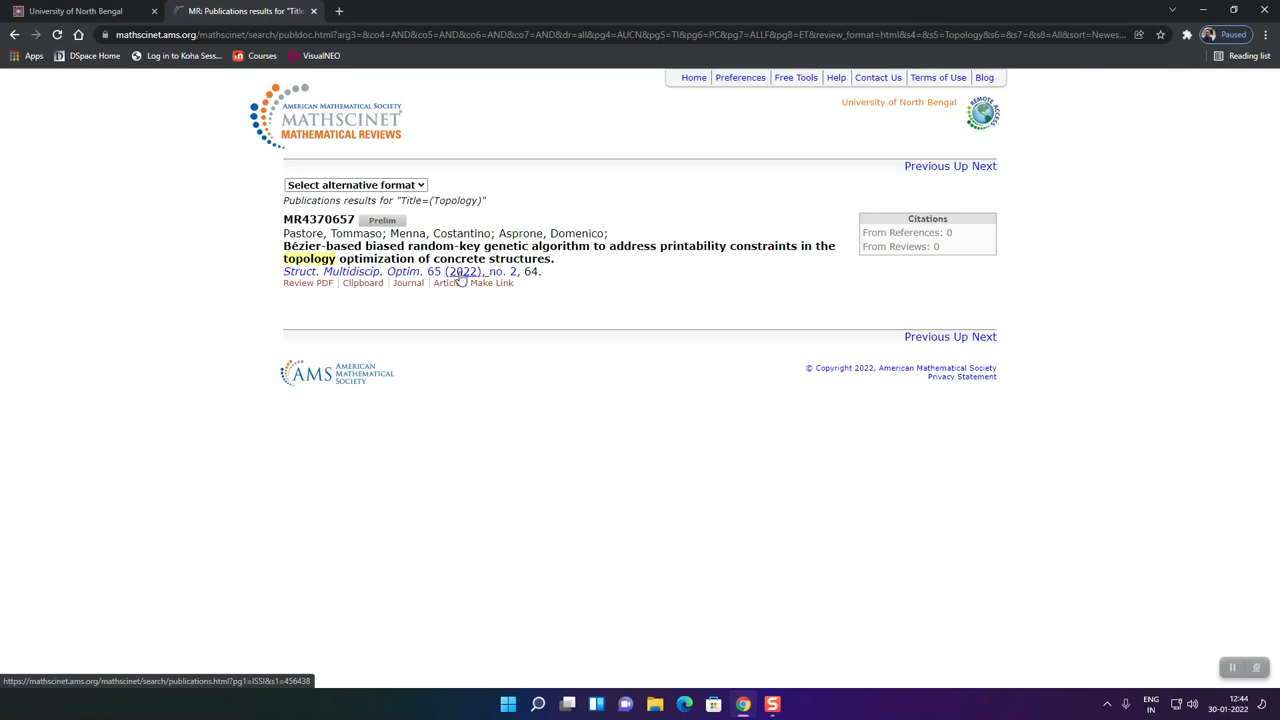 University of North Bengal
MR: Publications results for "Title
mathscinet.ams.org/mathscinet/search/publdoc.html?arg3=&co4=AND&co5=AND&co6=AND&co7=AND&dr=all&pg4=AUCN&pg5=TI&pg6=PC&pg7=ALLF&pg8=ET&review_format=html&s4=&s5=Topology&s6=&s7=&s8=All&sort=Newes...
Paused
Apps
DSpace Home
Log in to Koha Sess...
Courses
VisualNEO
Reading list
Home
Preferences
Free Tools
Help
Contact Us
Terms of Use
Blog
AMERICAN MATHEMATICAL SOCIETY
MATHSCINET
MATHEMATICAL REVIEWS
University of North Bengal
REMOTE ACCESS
Previous Up Next
Select alternative format
Publications results for "Title=(Topology)"
MR4370657 Prelim
Pastore, Tommaso; Menna, Costantino; Asprone, Domenico;
Bézier-based biased random-key genetic algorithm to address printability constraints in the
topology optimization of concrete structures.
Struct. Multidiscip. Optim. 65 (2022), no. 2, 64.
Review PDF
Clipboard
Journal
Article
Make Link
Citations
From References: 0
From Reviews: 0
Previous Up Next
AMS AMERICAN
MATHEMATICAL
SOCIETY
© Copyright 2022, American Mathematical Society
Privacy Statement
https://mathscinet.ams.org/mathscinet/search/publications.html?pg1=ISSI&s1=456438
ENG
IN
12:44
30-01-2022